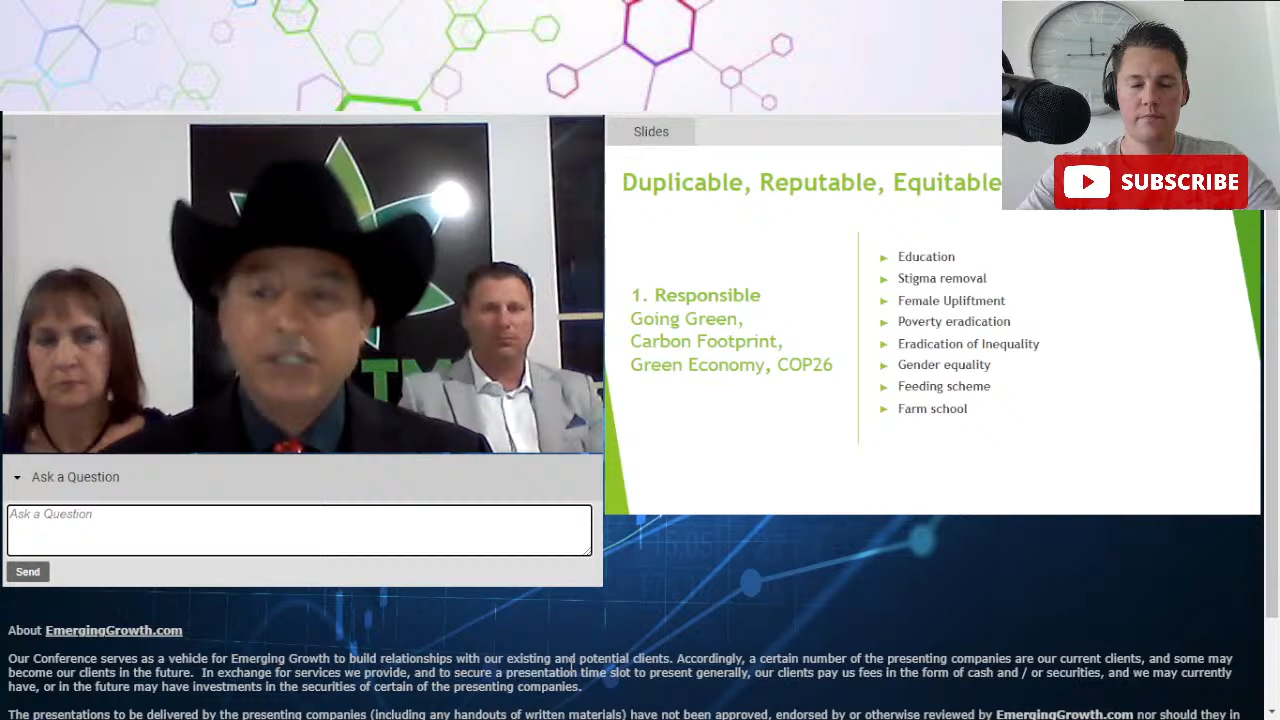 Slides
SUBSCRIBE
Duplicable, Reputable, Equitable
1. Responsible
Going Green,
Carbon Footprint,
Green Economy, COP26
► Education
► Stigma removal
► Female Upliftment
► Poverty eradication
► Eradication of Inequality
► Gender equality
► Feeding scheme
► Farm school
TM
Ask a Question
Ask a Question
Send
15.05
About EmergingGrowth.com
Our Conference serves as a vehicle for Emerging Growth to build relationships with our existing and potential clients. Accordingly, a certain number of the presenting companies are our current clients, and some may
become our clients in the future. In exchange for services we provide, and to secure a presentation time slot to present generally, our clients pay us fees in the form of cash and / or securities, and we may currently
have, or in the future may have investments in the securities of certain of the presenting companies.
The presentations to be delivered by the presenting companies (including any handouts of written materials) have not been approved, endorsed by or otherwise reviewed by EmergingGrowth.com nor should they in